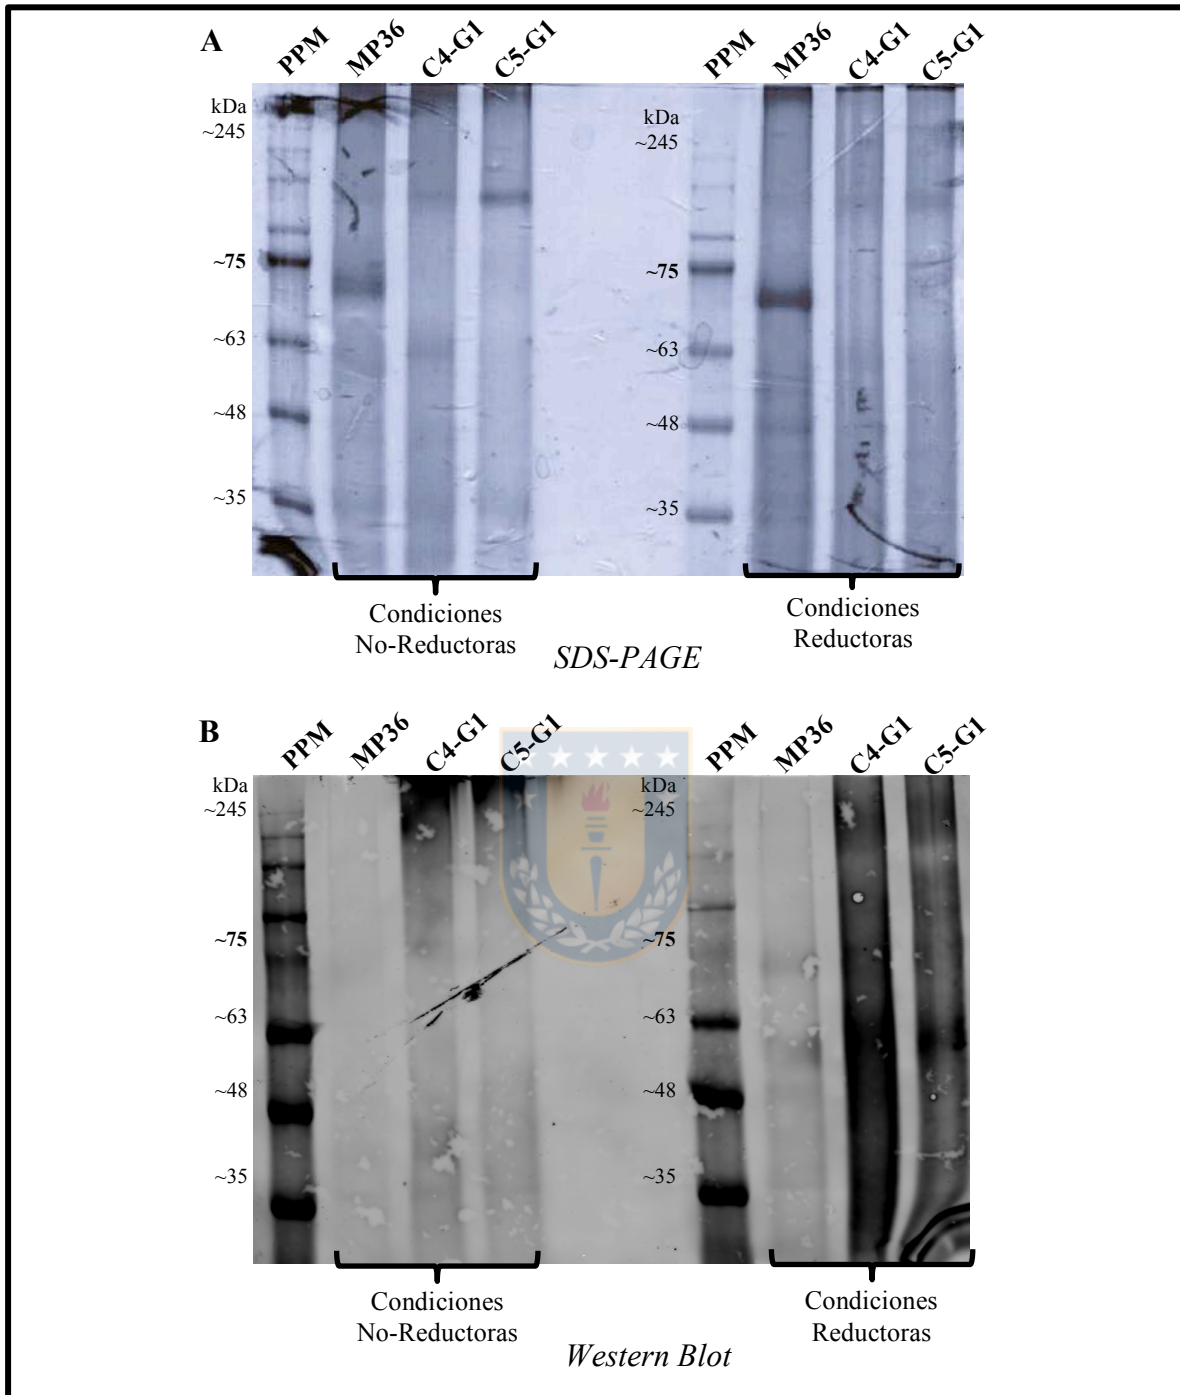 A
PPM MP36 C4-G1 C5-G1 PPM MP36 C4-G1 C5-G1
kDa
~245
~75
~63
~48
~35
kDa
~245
~75
~63
~48
~35
Condiciones
No-Reductoras
Condiciones
Reductoras
SDS-PAGE
B
PPM MP36 C4-G1 C5-G1 PPM MP36 C4-G1 C5-G1
kDa
~245
~75
~63
~48
~35
kDa
~245
~75
~63
~48
~35
Condiciones
No-Reductoras
Condiciones
Reductoras
Western Blot